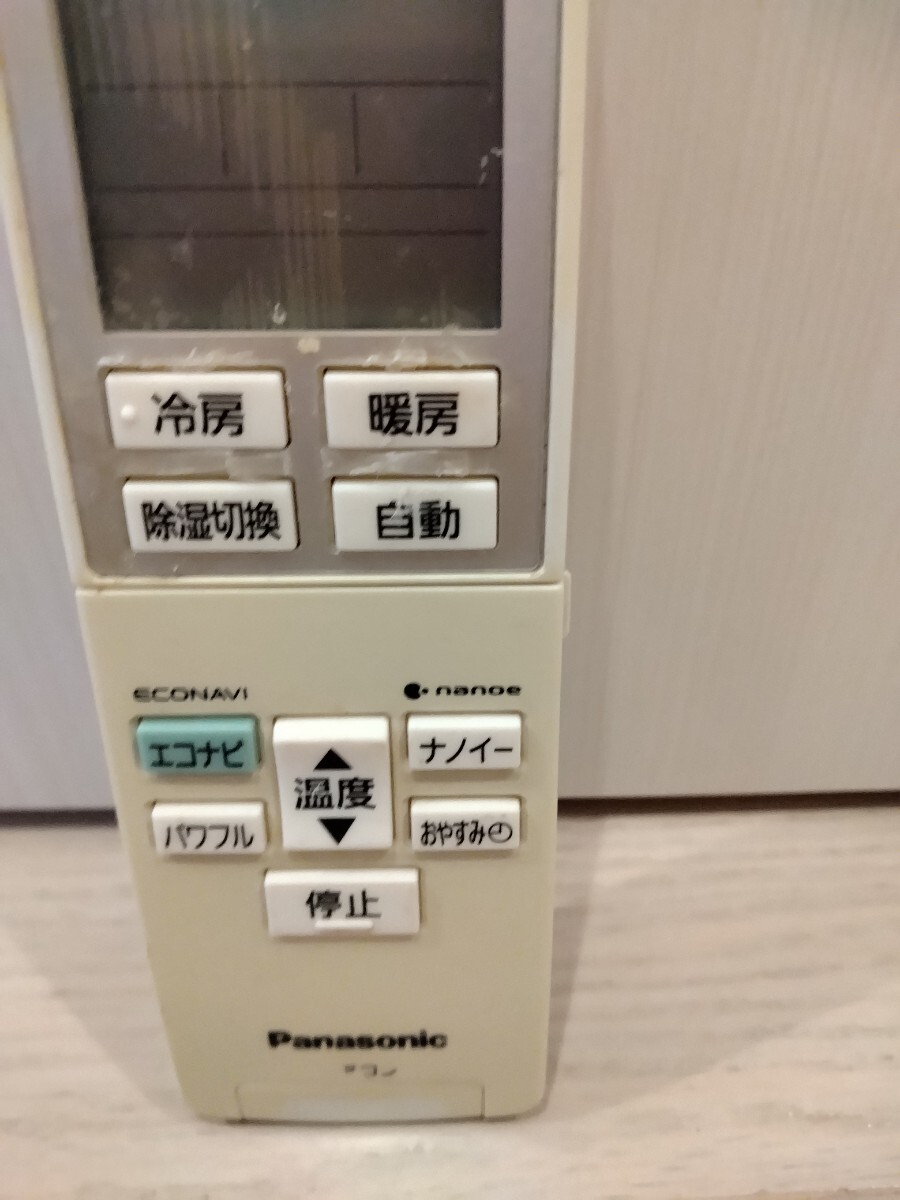 冷房 暖房
除湿切換 自動
ECONAVI nanoe
エコナビ 温度 ナノイー
パワフル おやすみ
停止
Panasonic